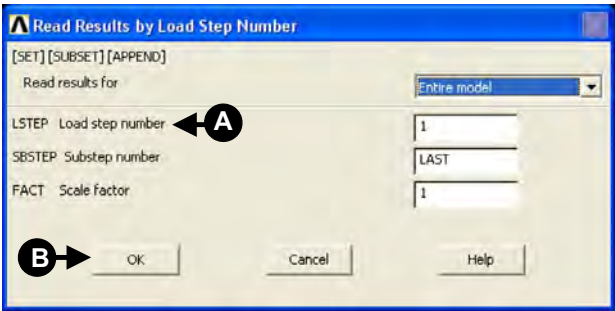 Read Results by Load Step Number
[SET] [SUBSET] [APPEND]
Read results for Entire model
LSTEP Load step number A 1
SBSTEP Substep number LAST
FACT Scale factor 1
B OK Cancel Help